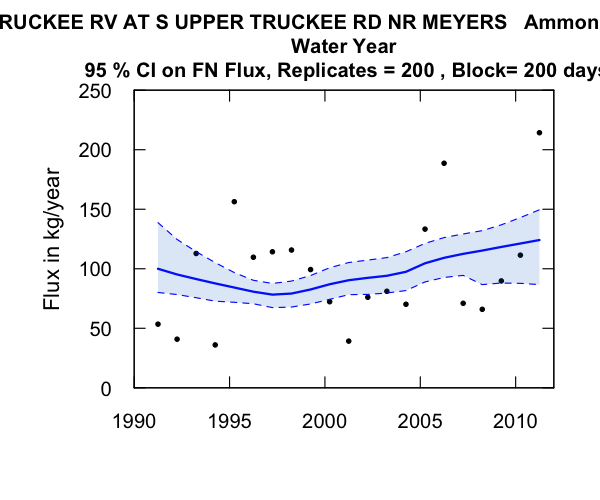 RUCKEE RV AT S UPPER TRUCKEE RD NR MEYERS Ammon
Water Year
95 % CI on FN Flux, Replicates = 200 , Block= 200 days
250
200
150
100
50
0
Flux in kg/year
1990 1995 2000 2005 2010